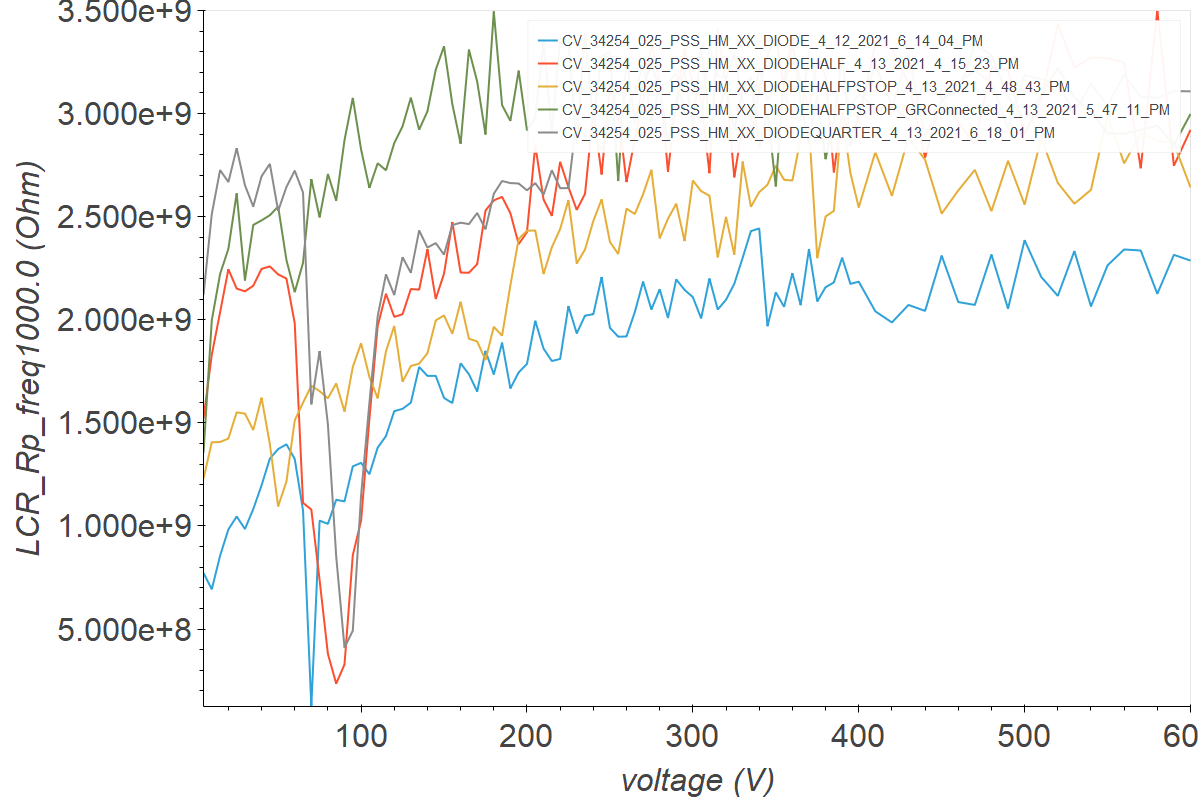 3.500e+9
3.000e+9
2.500e+9
2.000e+9
1.500e+9
1.000e+9
5.000e+8
LCR_Rp_freq1000.0 (Ohm)
CV_34254_025_PSS_HM_XX_DIODE_4_12_2021_6_14_04_PM
CV_34254_025_PSS_HM_XX_DIODEHALF_4_13_2021_4_15_23_PM
CV_34254_025_PSS_HM_XX_DIODEHALFPSTOP_4_13_2021_4_48_43_PM
CV_34254_025_PSS_HM_XX_DIODEHALFPSTOP_GRConnected_4_13_2021_5_47_11_PM
CV_34254_025_PSS_HM_XX_DIODEQUARTER_4_13_2021_6_18_01_PM
100 200 300 400 500 60
voltage (V)